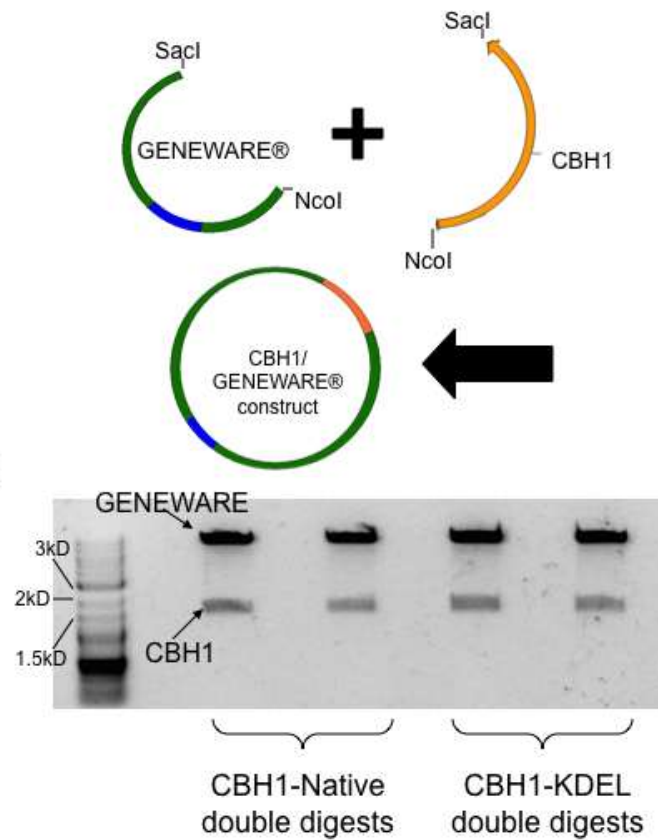 SacI
SacI
GENEWARE®
CBH1
NcoI
NcoI
CBH1/
GENEWARE®
construct
GENEWARE
3kD
2kD
1.5kD
CBH1
CBH1-Native
double digests
CBH1-KDEL
double digests